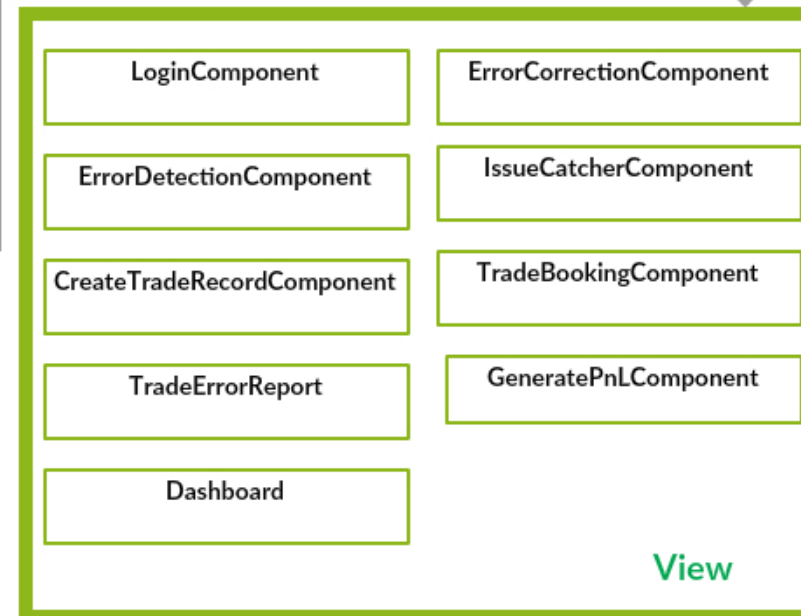 LoginComponent
ErrorCorrectionComponent
ErrorDetectionComponent
IssueCatcherComponent
CreateTradeRecordComponent
TradeBookingComponent
TradeErrorReport
GeneratePnLComponent
Dashboard
View